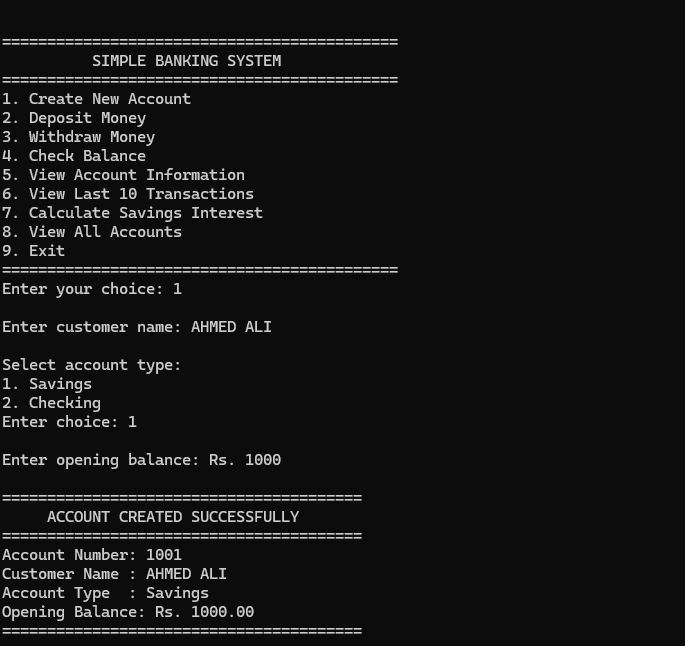 ============================================
SIMPLE BANKING SYSTEM
============================================
1. Create New Account
2. Deposit Money
3. Withdraw Money
4. Check Balance
5. View Account Information
6. View Last 10 Transactions
7. Calculate Savings Interest
8. View All Accounts
9. Exit
============================================
Enter your choice: 1
Enter customer name: AHMED ALI
Select account type:
1. Savings
2. Checking
Enter choice: 1
Enter opening balance: Rs. 1000
========================================
ACCOUNT CREATED SUCCESSFULLY
========================================
Account Number: 1001
Customer Name : AHMED ALI
Account Type  : Savings
Opening Balance: Rs. 1000.00
========================================